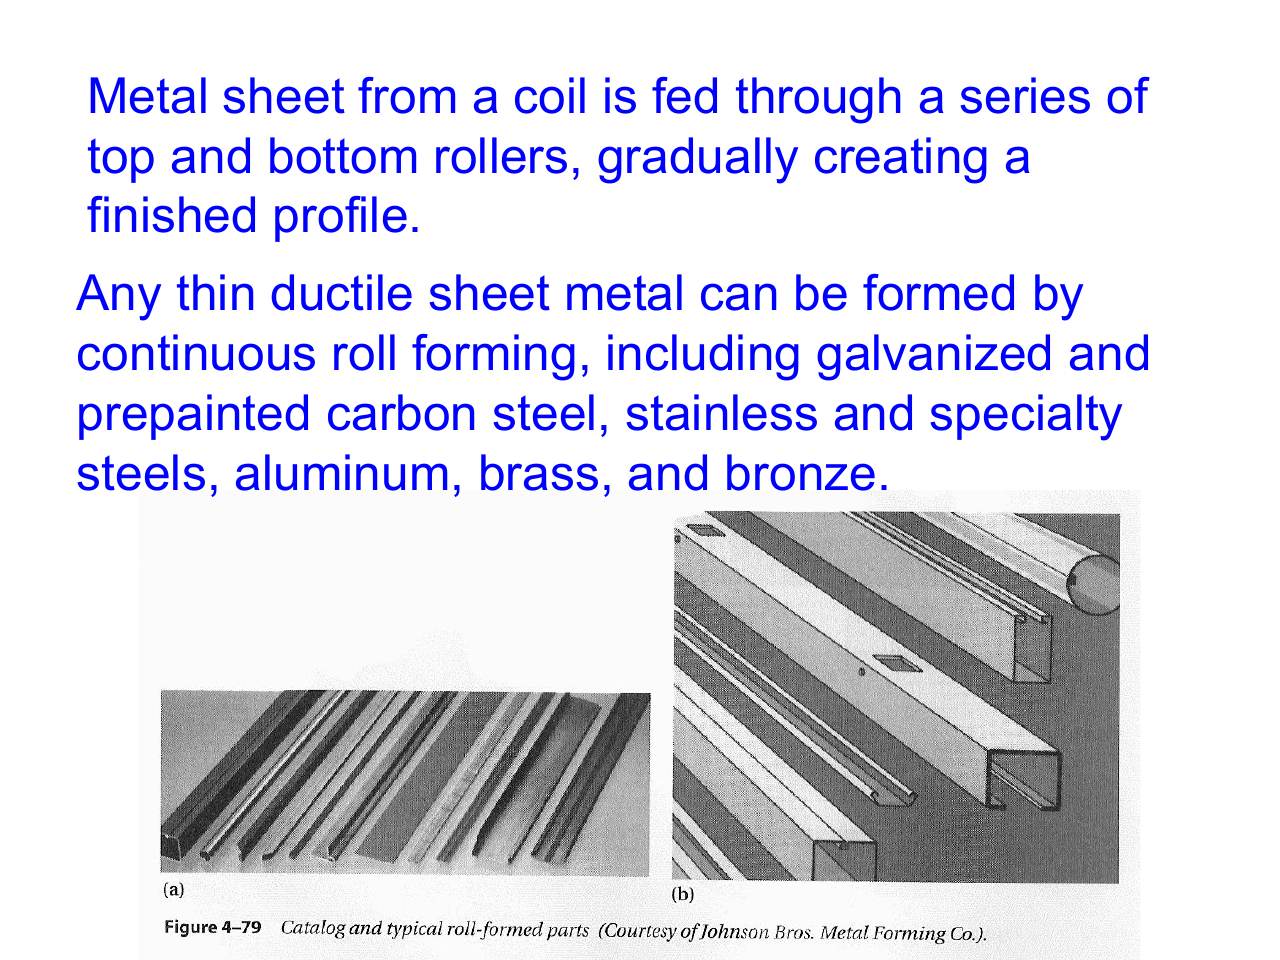 Metal sheet from a coil is fed through a series of
top and bottom rollers, gradually creating a
finished profile.
Any thin ductile sheet metal can be formed by
continuous roll forming, including galvanized and
prepainted carbon steel, stainless and specialty
steels, aluminum, brass, and bronze.
(a)
(b)
Figure 4–79 Catalog and typical roll-formed parts (Courtesy of Johnson Bros. Metal Forming Co.).